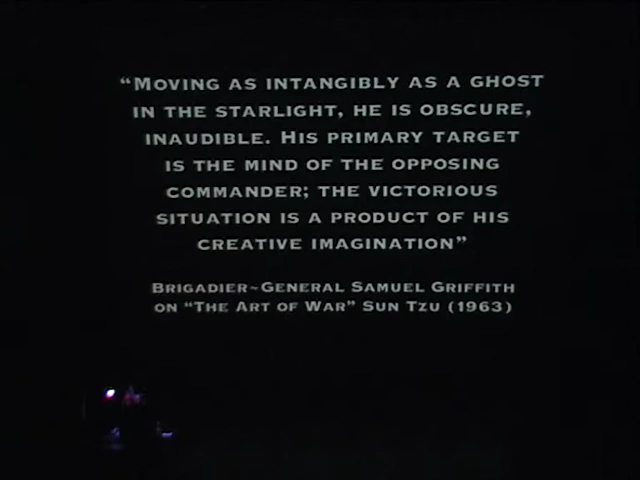 “Moving as intangibly as a ghost
in the starlight, he is obscure,
inaudible. His primary target
is the mind of the opposing
commander; the victorious
situation is a product of his
creative imagination”
Brigadier~General Samuel Griffith
on “The Art of War” Sun Tzu (1963)